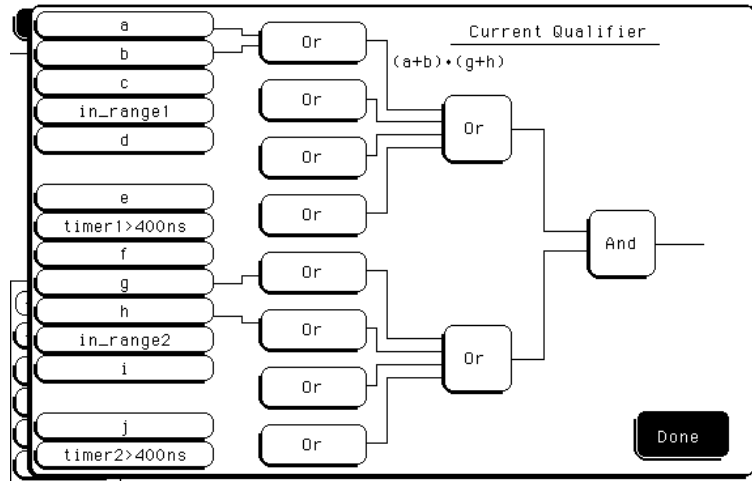 a
b
c
in_range1
d
e
timer1>400ns
f
g
h
in_range2
i
j
timer2>400ns
Or
Or
Or
Or
Or
Or
Or
Or
Current Qualifier
(a+b)•(g+h)
Or
Or
And
Done